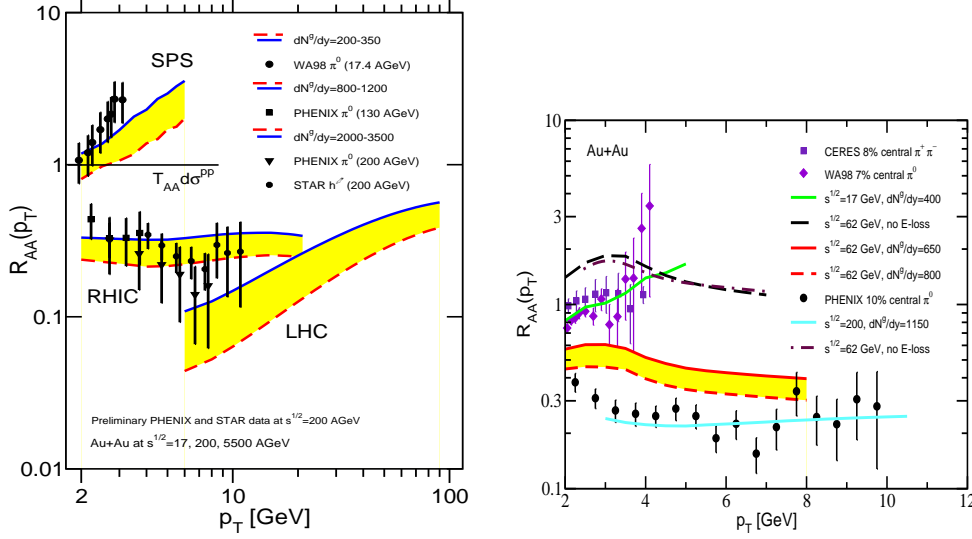 10
1
0.1
0.01
R_AA(p_T)
SPS
dN^g/dy=200-350
WA98 π^0 (17.4 AGeV)
dN^g/dy=800-1200
PHENIX π^0 (130 AGeV)
dN^g/dy=2000-3500
PHENIX π^0 (200 AGeV)
STAR h (200 AGeV)
T_AA dσ^pp
RHIC
LHC
Preliminary PHENIX and STAR data at s^1/2=200 AGeV
Au+Au at s^1/2=17, 200, 5500 AGeV
2 10 100
p_T [GeV]
10
3
1
0.3
0.1
R_AA(p_T)
Au+Au
CERES 8% central π^+ π^-
WA98 7% central π^0
s^1/2=17 GeV, dN^g/dy=400
s^1/2=62 GeV, no E-loss
s^1/2=62 GeV, dN^g/dy=650
s^1/2=62 GeV, dN^g/dy=800
PHENIX 10% central π^0
s^1/2=200, dN^g/dy=1150
s^1/2=62 GeV, no E-loss
2 4 6 8 10 12
p_T [GeV]